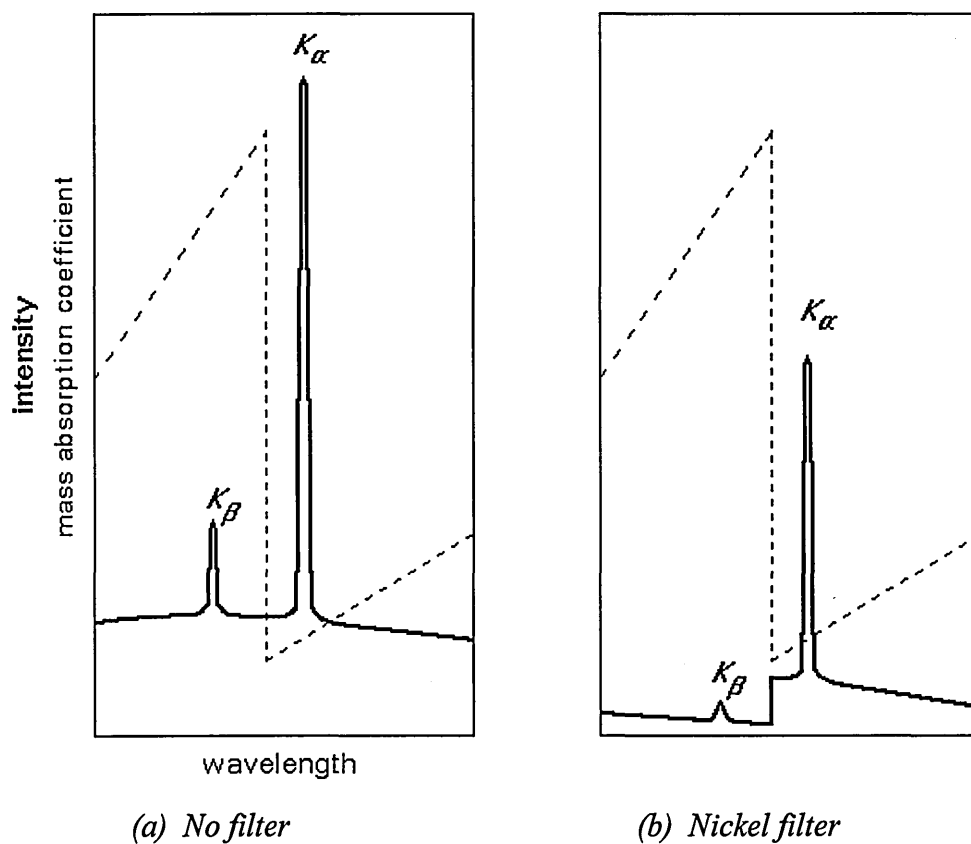 Kα
Kβ
intensity
mass absorption coefficient
wavelength
(a) No filter
Kα
Kβ
(b) Nickel filter